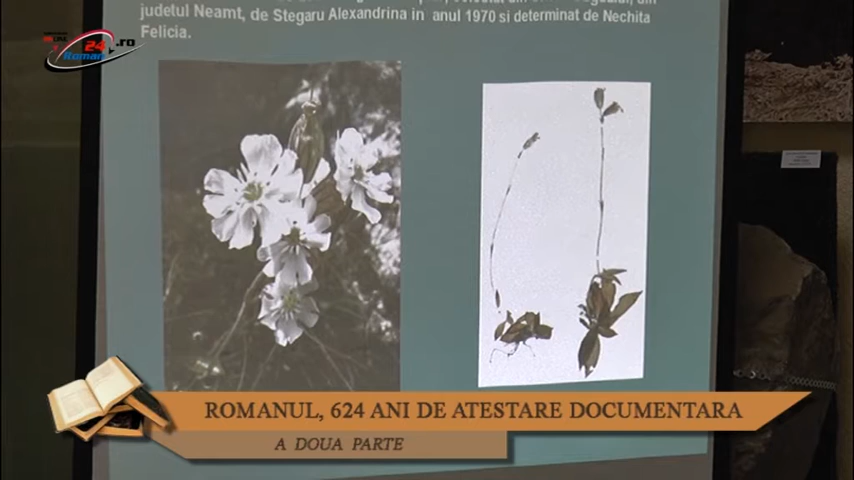 judetul Neamt, de Stegaru Alexandrina in anul 1970 si determinat de Nechita
Felicia.
24.ro
Roman
ROMANUL, 624 ANI DE ATESTARE DOCUMENTARA
A DOUA PARTE